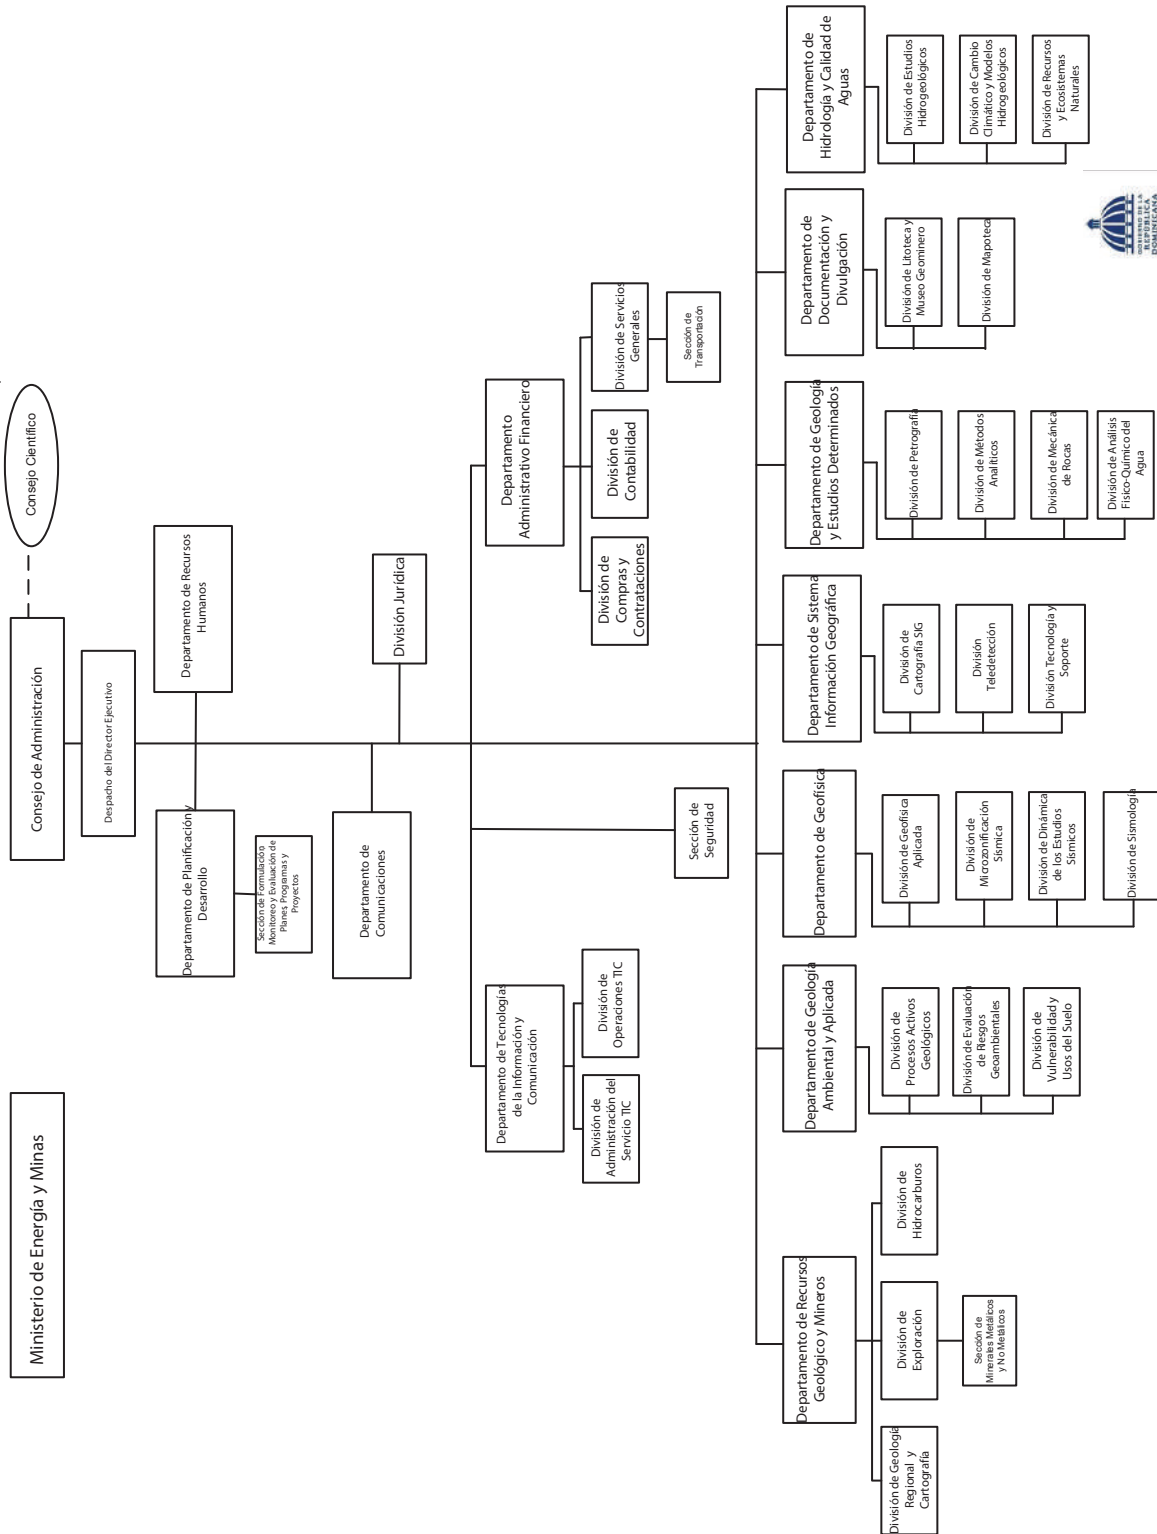 Ministerio de Energía y Minas
Consejo de Administración
Consejo Científico
Despacho del Director Ejecutivo
Departamento de Planificación y
Desarrollo
Departamento de Recursos
Humanos
Sección de Formulación
Monitoreo y Evaluación de
Planes Programas y
Proyectos
Departamento de
Comunicaciones
División Jurídica
Departamento de Tecnologías
de la Información y
Comunicación
División de
Administración del
Servicio TIC
División de
Operaciones TIC
Departamento
Administrativo Financiero
División de
Compras y
Contrataciones
División de
Contabilidad
División de Servicios
Generales
Sección de
Transportación
Sección de
Seguridad
Departamento de Recursos
Geológico y Mineros
División de Geología
Regional y
Cartografía
División de
Exploración
División de
Hidrocarburos
Sección de
Minerales Metálicos
y No Metálicos
Departamento de Geología
Ambiental y Aplicada
División de
Procesos Activos
Geológicos
División de Evaluación
de Riesgos
Geoambientales
División de
Vulnerabilidad y
Usos del Suelo
Departamento de Geofísica
División de Geofísica
Aplicada
División de
Microzonificación
Sísmica
División de Dinámica
de los Estudios
Sísmicos
División de Sismología
Departamento de Sistema
Información Geográfica
División de
Cartografía SIG
División
Teledetección
División Tecnología y
Soporte
Departamento de Geología
y Estudios Determinados
División de Petrografía
División de Métodos
Analíticos
División de Mecánica
de Rocas
División de Análisis
Fisico-Químico del
Agua
Departamento de
Documentación y
Divulgación
División de Litoteca y
Museo Geominero
División de Mapoteca
Departamento de
Hidrología y Calidad de
Aguas
División de Estudios
Hidrogeológicos
División de Cambio
Climático y Modelos
Hidrogeológicos
División de Recursos
y Ecosistemas
Naturales
GOBIERNO DE LA
REPÚBLICA
DOMINICANA